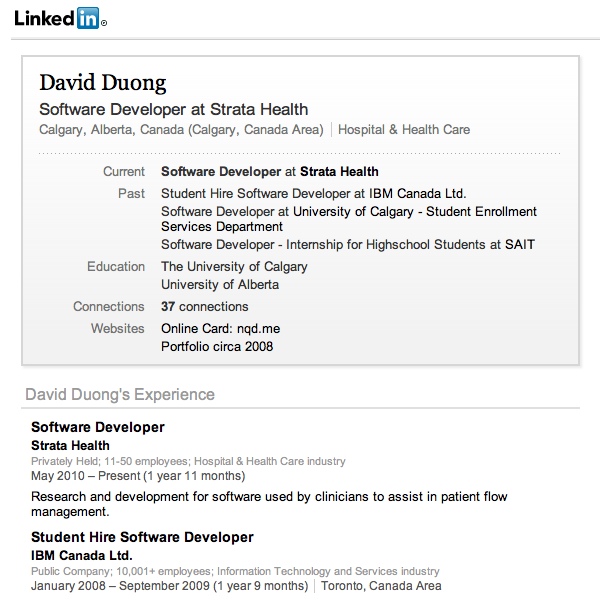 Linked in ®
David Duong
Software Developer at Strata Health
Calgary, Alberta, Canada (Calgary, Canada Area) | Hospital & Health Care
Current Software Developer at Strata Health
Past Student Hire Software Developer at IBM Canada Ltd.
Software Developer at University of Calgary - Student Enrollment
Services Department
Software Developer - Internship for Highschool Students at SAIT
Education The University of Calgary
University of Alberta
Connections 37 connections
Websites Online Card: nqd.me
Portfolio circa 2008
David Duong's Experience
Software Developer
Strata Health
Privately Held; 11-50 employees; Hospital & Health Care industry
May 2010 – Present (1 year 11 months)
Research and development for software used by clinicians to assist in patient flow
management.
Student Hire Software Developer
IBM Canada Ltd.
Public Company; 10,001+ employees; Information Technology and Services industry
January 2008 – September 2009 (1 year 9 months) | Toronto, Canada Area